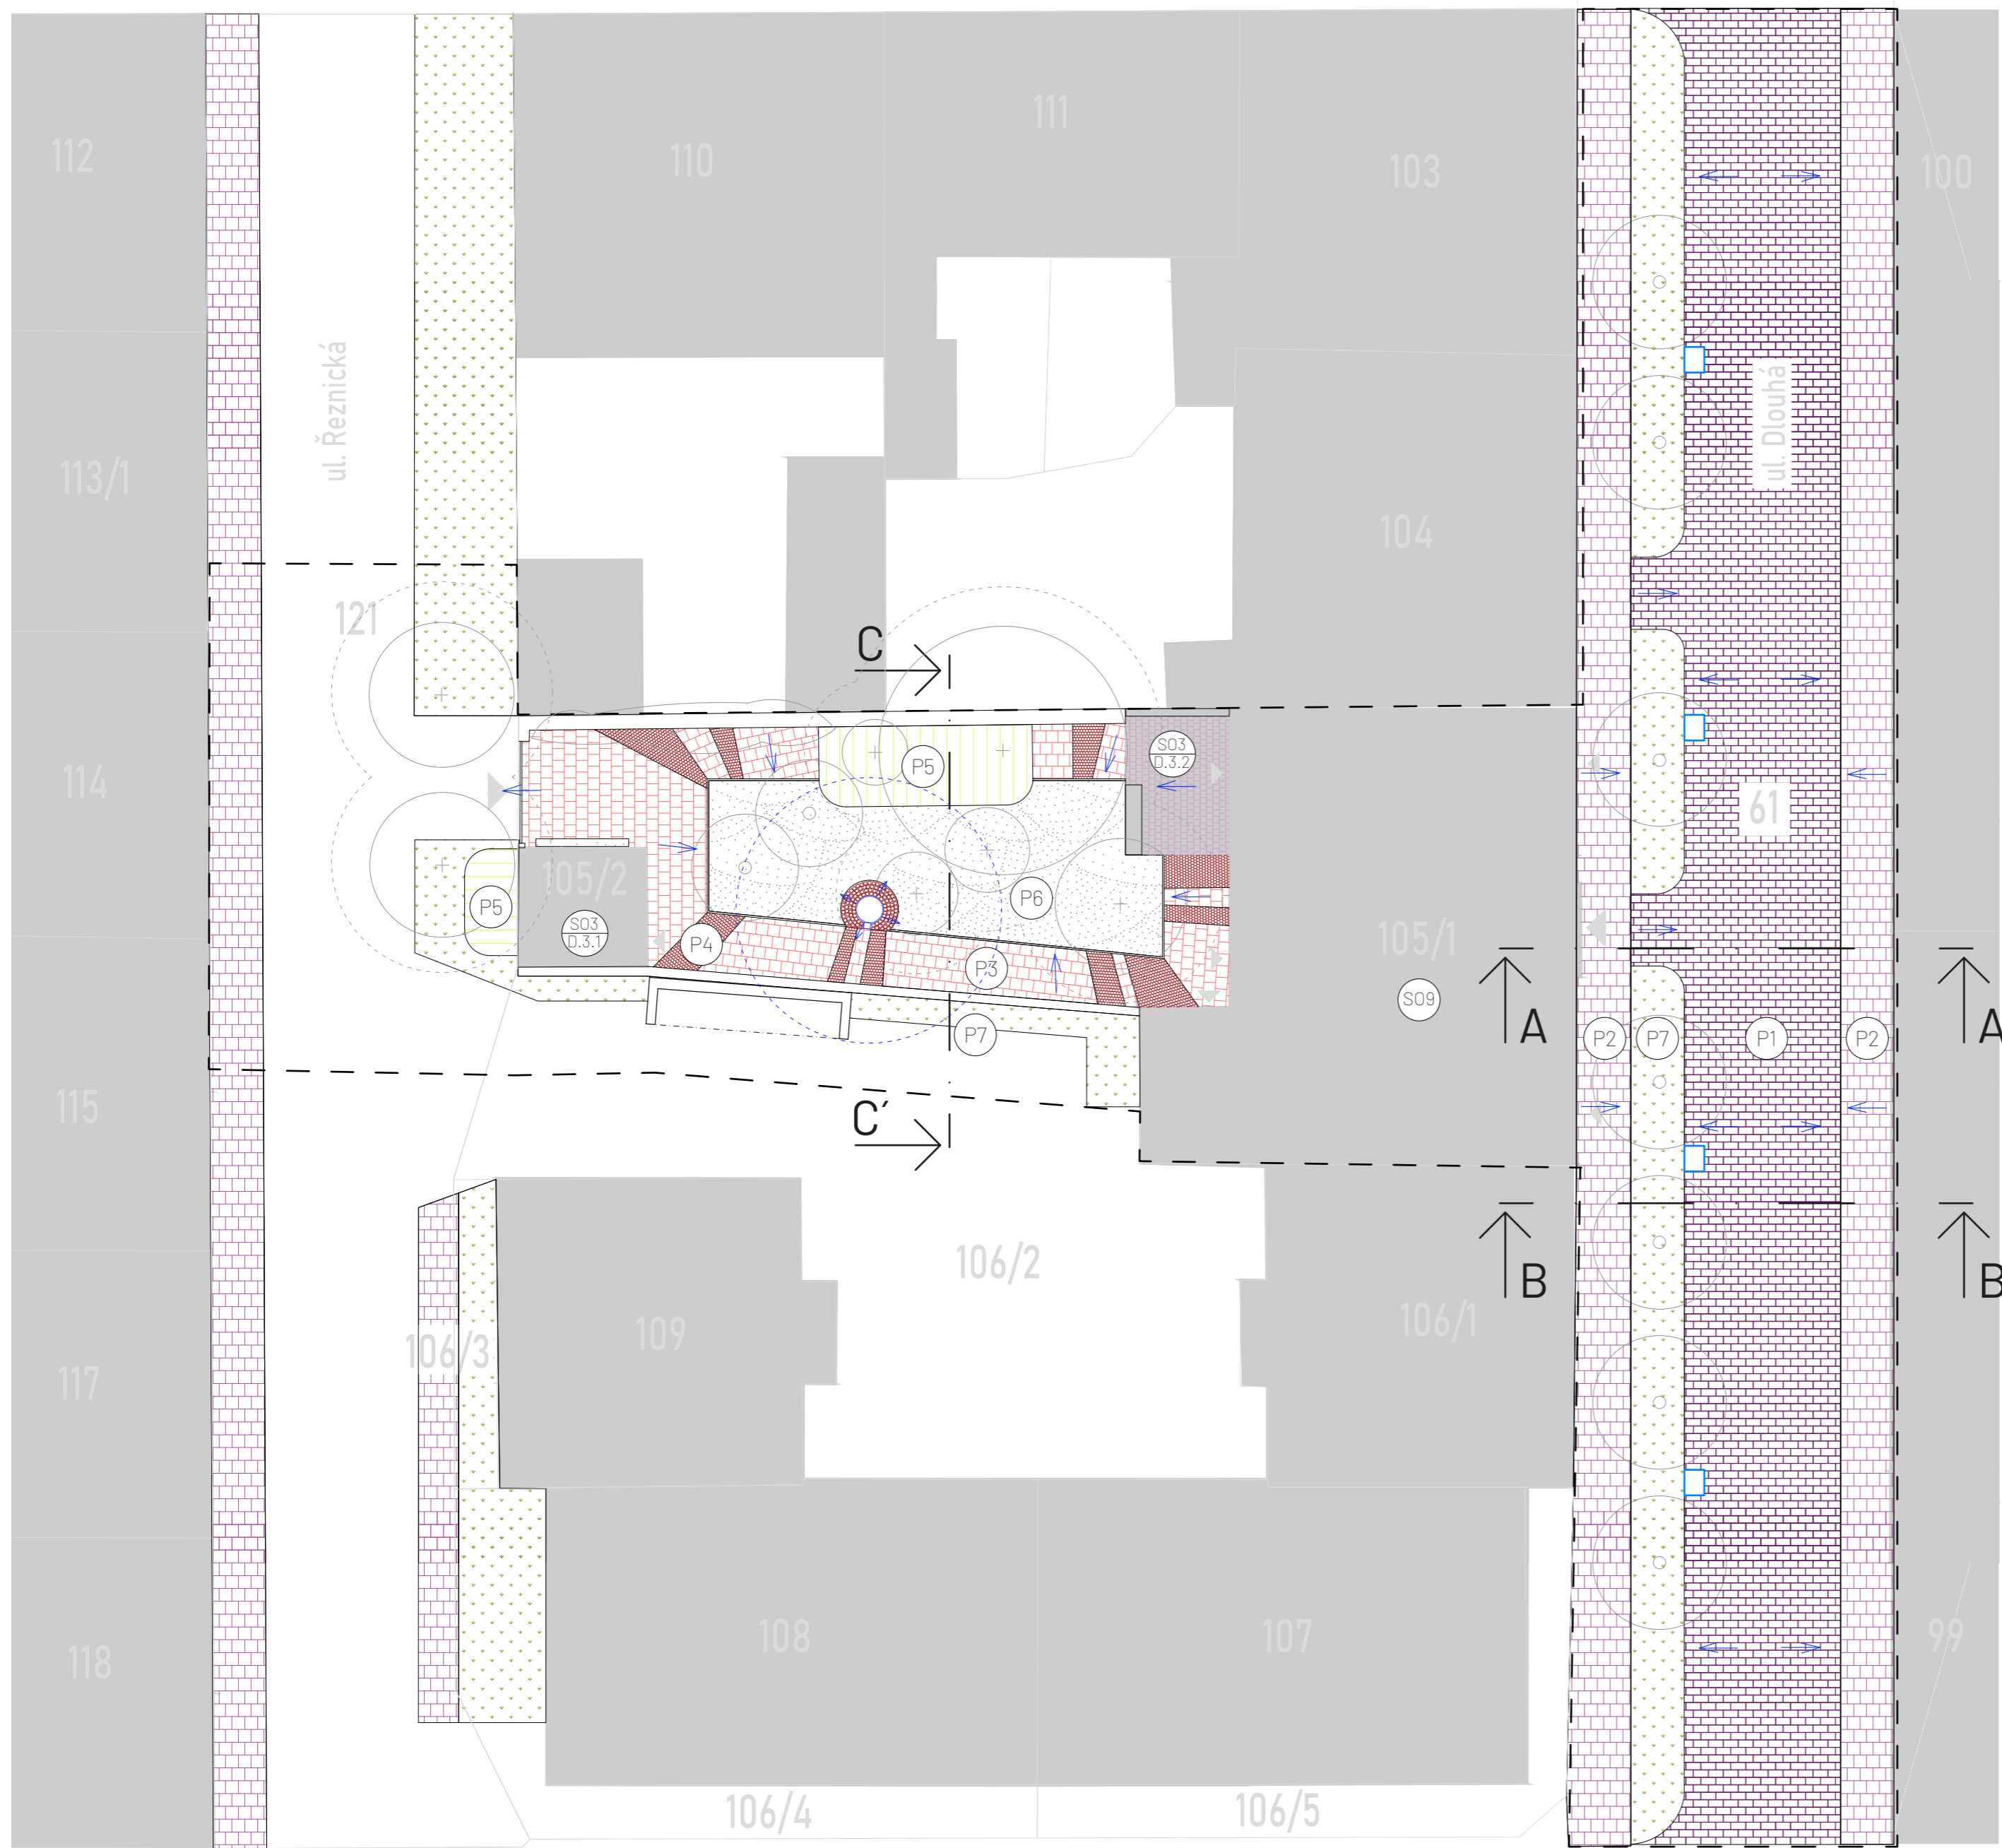 111
112
110
103
100
ul. Řeznická
ul. Dlouhá
113/1
104
121
C
S03
D.3.2
P5
114
61
105/2
P6
P5
S03
D.3.1
P4
105/1
P3
S09
A
A
P7
P2
P7
P1
P2
115
C´
106/2
B
B
106/3
109
106/1
117
108
107
99
118
106/4
106/5